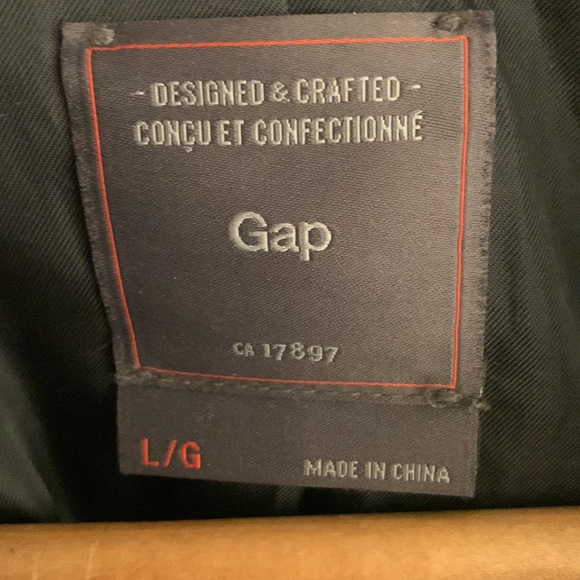 - DESIGNED & CRAFTED -
CONÇU ET CONFECTIONNÉ
Gap
CA 17897
L/G
MADE IN CHINA